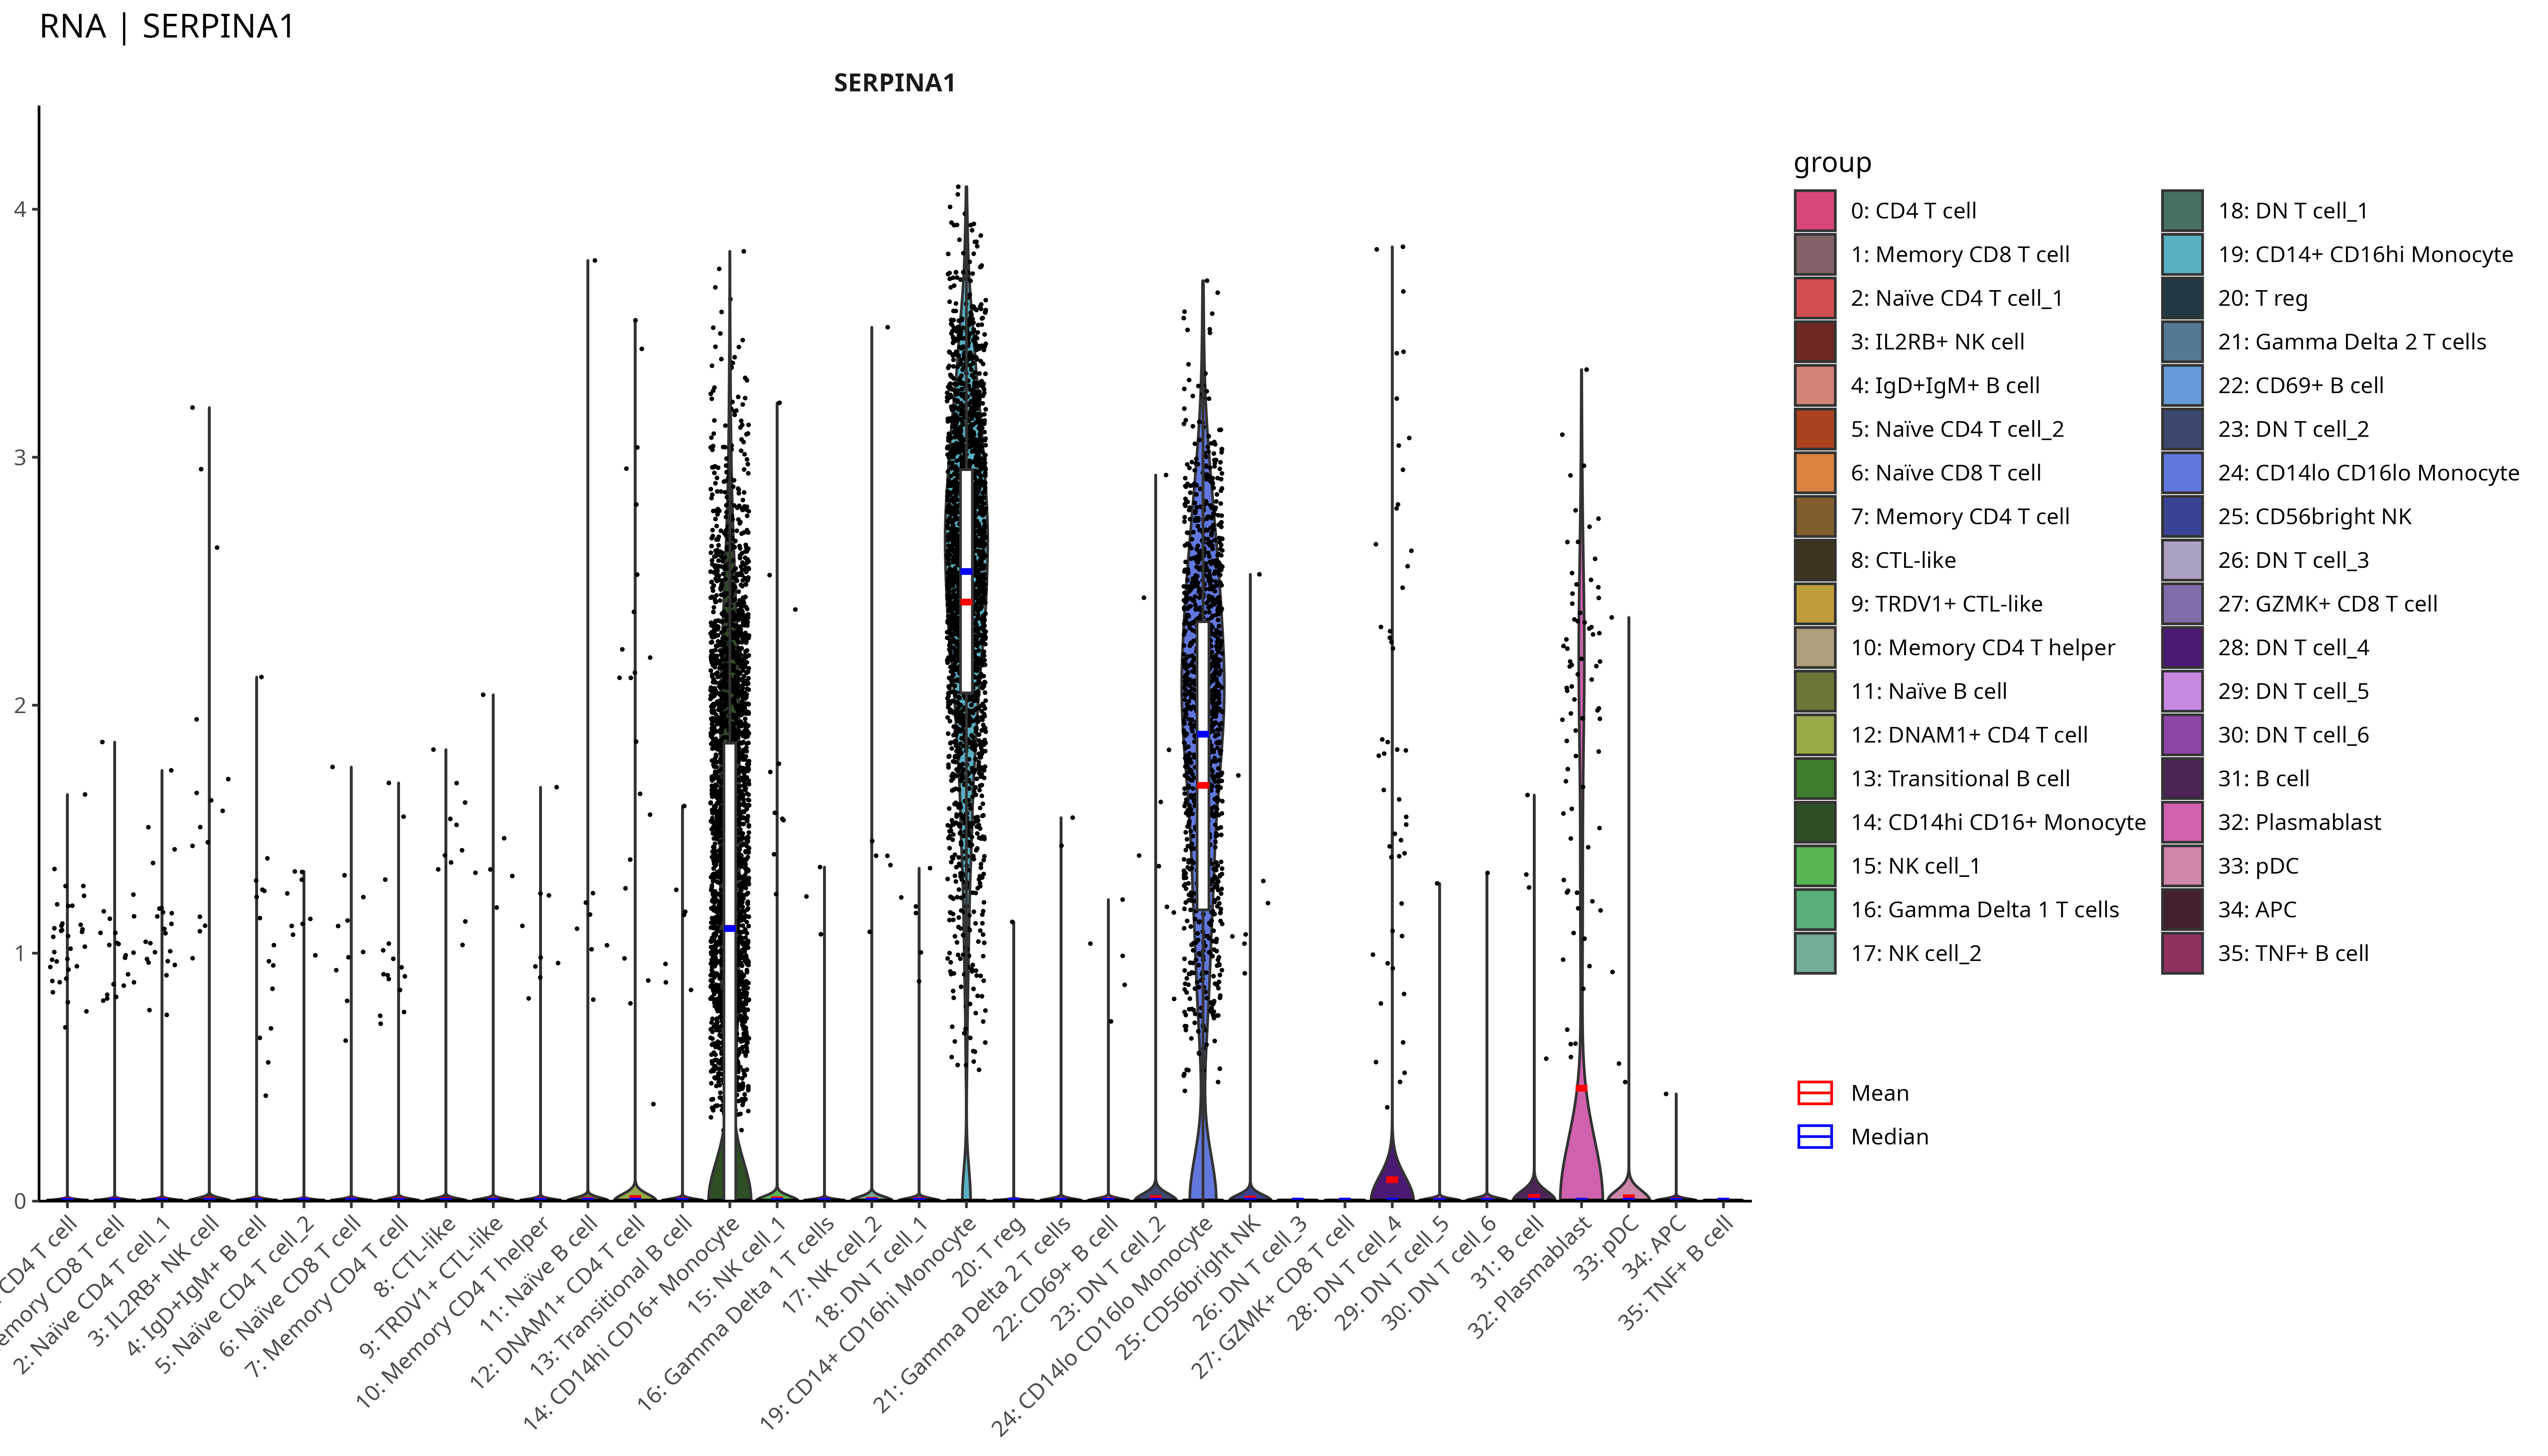 RNA | SERPINA1
SERPINA1
4
3
2
1
0
CD4 T cell
CD8 T cell
2: Naïve CD4 T cell_1
3: IL2RB+ NK cell
4: IgD+IgM+ B cell
5: Naïve CD4 T cell_2
6: Naïve CD8 T cell
7: Memory CD4 T cell
8: CTL-like
9: TRDV1+ CTL-like
10: Memory CD4 T helper
11: Naïve B cell
12: DNAM1+ CD4 T cell
13: Transitional B cell
14: CD14hi CD16+ Monocyte
15: NK cell_1
16: Gamma Delta 1 T cells
17: NK cell_2
18: DN T cell_1
19: CD14+ CD16hi Monocyte
20: T reg
21: Gamma Delta 2 T cells
22: CD69+ B cell
23: DN T cell_2
24: CD14lo CD16lo Monocyte
25: CD56bright NK
26: DN T cell_3
27: GZMK+ CD8 T cell
28: DN T cell_4
29: DN T cell_5
30: DN T cell_6
31: B cell
32: Plasmablast
33: pDC
34: APC
35: TNF+ B cell
group
0: CD4 T cell
1: Memory CD8 T cell
2: Naïve CD4 T cell_1
3: IL2RB+ NK cell
4: IgD+IgM+ B cell
5: Naïve CD4 T cell_2
6: Naïve CD8 T cell
7: Memory CD4 T cell
8: CTL-like
9: TRDV1+ CTL-like
10: Memory CD4 T helper
11: Naïve B cell
12: DNAM1+ CD4 T cell
13: Transitional B cell
14: CD14hi CD16+ Monocyte
15: NK cell_1
16: Gamma Delta 1 T cells
17: NK cell_2
18: DN T cell_1
19: CD14+ CD16hi Monocyte
20: T reg
21: Gamma Delta 2 T cells
22: CD69+ B cell
23: DN T cell_2
24: CD14lo CD16lo Monocyte
25: CD56bright NK
26: DN T cell_3
27: GZMK+ CD8 T cell
28: DN T cell_4
29: DN T cell_5
30: DN T cell_6
31: B cell
32: Plasmablast
33: pDC
34: APC
35: TNF+ B cell
Mean
Median